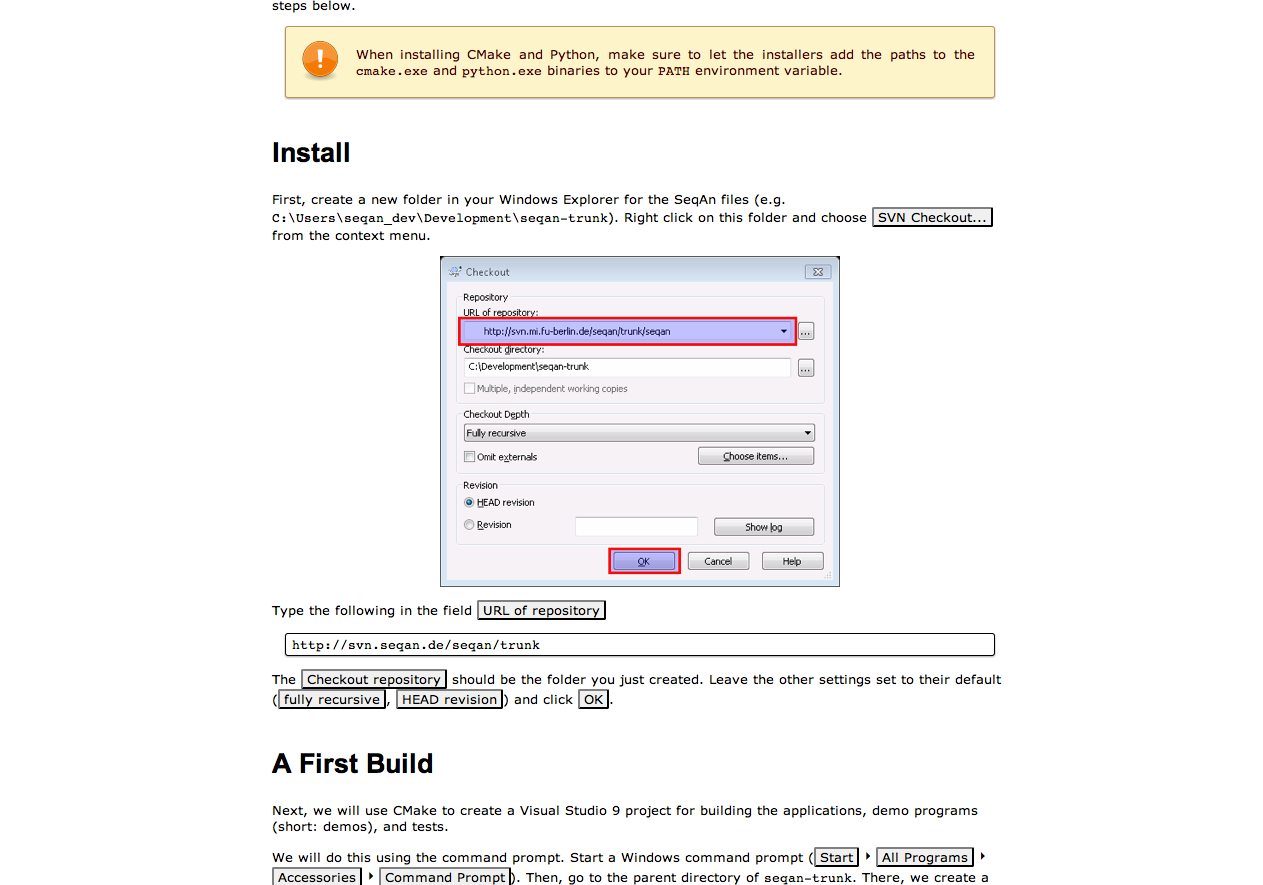 steps below.
When installing CMake and Python, make sure to let the installers add the paths to the
cmake.exe and python.exe binaries to your PATH environment variable.
Install
First, create a new folder in your Windows Explorer for the SeqAn files (e.g.
C:\Users\seqan_dev\Development\seqan-trunk). Right click on this folder and choose SVN Checkout...
from the context menu.
Checkout
Repository
URL of repository:
http://svn.mi.fu-berlin.de/seqan/trunk/seqan
...
Checkout directory:
C:\Development\seqan-trunk
...
Multiple, independent working copies
Checkout Depth
Fully recursive
Omit externals
Choose items...
Revision
HEAD revision
Revision
Show log
OK
Cancel
Help
Type the following in the field URL of repository
http://svn.seqan.de/seqan/trunk
The Checkout repository should be the folder you just created. Leave the other settings set to their default
(fully recursive, HEAD revision) and click OK.
A First Build
Next, we will use CMake to create a Visual Studio 9 project for building the applications, demo programs
(short: demos), and tests.
We will do this using the command prompt. Start a Windows command prompt (Start ‣ All Programs ‣
Accessories ‣ Command Prompt). Then, go to the parent directory of seqan-trunk. There, we create a